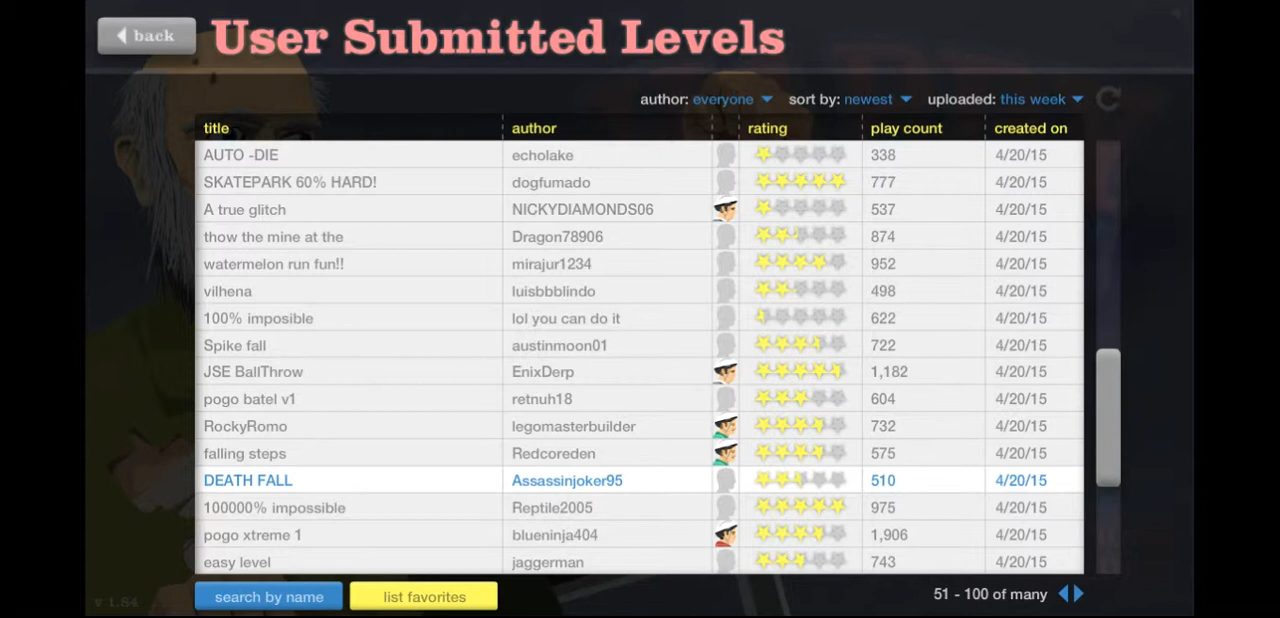 back User Submitted Levels
author: everyone sort by: newest uploaded: this week
title author rating play count created on
AUTO -DIE echolake 338 4/20/15
SKATEPARK 60% HARD! dogfumado 777 4/20/15
A true glitch NICKYDIAMONDS06 537 4/20/15
thow the mine at the Dragon78906 874 4/20/15
watermelon run fun!! mirajur1234 952 4/20/15
vilhena luisbbblindo 498 4/20/15
100% imposible lol you can do it 622 4/20/15
Spike fall austinmoon01 722 4/20/15
JSE BallThrow EnixDerp 1,182 4/20/15
pogo batel v1 retnuh18 604 4/20/15
RockyRomo legomasterbuilder 732 4/20/15
falling steps Redcoreden 575 4/20/15
DEATH FALL Assassinjoker95 510 4/20/15
100000% impossible Reptile2005 975 4/20/15
pogo xtreme 1 blueninja404 1,906 4/20/15
easy level jaggerman 743 4/20/15
search by name list favorites 51 - 100 of many
v 1.84